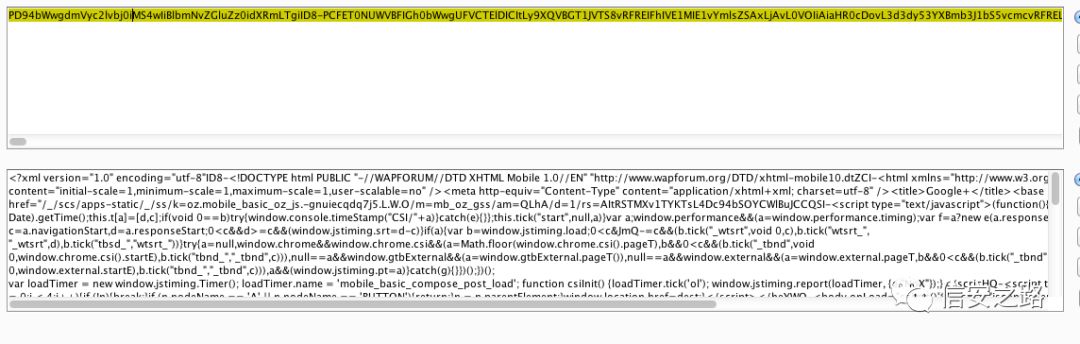 PD94bWwgdmVyc2lvbj0iMS4wIiBlbmNvZGluZz0idXRmLTgiID8-PCFET0NUWVBFIGh0bWwgUFVCTElDICItLy9XQVBGT1JVTS8vRFREIFhIVE1MIE1vYmlsZSAxLjAvL0VOIiAiaHR0cDovL3d3dy53YXBmb3J1bS5vcmcvRFREL
<?xml version="1.0" encoding="utf-8"ID8-<!DOCTYPE html PUBLIC "-//WAPFORUM//DTD XHTML Mobile 1.0//EN" "http://www.wapforum.org/DTD/xhtml-mobile10.dtZCI-<html xmlns="http://www.w3.org
content="initial-scale=1,minimum-scale=1,maximum-scale=1,user-scalable=no" /><meta http-equiv="Content-Type" content="application/xhtml+xml; charset=utf-8" /><title>Google+</title><base
href="/_/scs/apps-static/_/ss/k=oz.mobile_basic_oz_js.-gnuiecqdq7j5.L.W.O/m=mb_oz_gss/am=QLhA/d=1/rs=AItRSTMXv1TYKTsL4Dc94bSOYCWlBuJCCQSI-<script type="text/javascript">(function(){
Date).getTime();this.t[a]=[d,c];if(void 0==b)try{window.console.timeStamp("CSI/"+a)}catch(e){}};this.tick("start",null,a)}var a;window.performance&&(a=window.performance.timing);var f=a?new e(a.response
c=a.navigationStart,d=a.responseStart;0<c&&d>=c&&(window.jstiming.srt=d-c)}if(a){var b=window.jstiming.load;0<c&JmQ-=c&&(b.tick("_wtsrt",void 0,c),b.tick("wtsrt_",
"_wtsrt",d),b.tick("tbsd_","wtsrt_"))}try{a=null,window.chrome&&window.chrome.csi&&(a=Math.floor(window.chrome.csi().pageT),b&&0<c&&(b.tick("_tbnd",void
0,window.chrome.csi().startE),b.tick("tbnd_","_tbnd",c))),null==a&&window.gtbExternal&&(a=window.gtbExternal.pageT()),null==a&&window.external&&(a=window.external.pageT,b&&0<c&&(b.tick("_tbnd"
0,window.external.startE),b.tick("tbnd_","_tbnd",c))),a&&(window.jstiming.pt=a)}catch(g){}})();})();
var loadTimer = new window.jstiming.Timer(); loadTimer.name = 'mobile_basic_compose_post_load'; function csiInit() {loadTimer.tick('ol'); window.jstiming.report(loadTimer,
信安之路